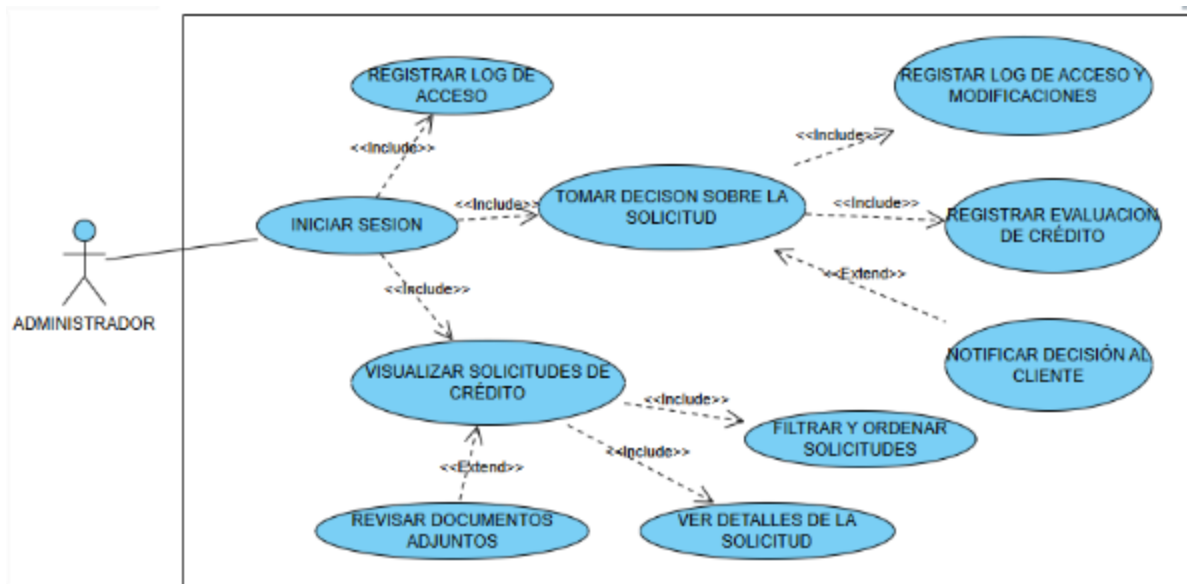 REGISTRAR LOG DE
ACCESO
REGISTAR LOG DE ACCESO Y
MODIFICACIONES
<<Include>>
<<Include>>
TOMAR DECISON SOBRE LA
SOLICITUD
<<Include>>
<<Include>>
INICIAR SESION
REGISTRAR EVALUACION
DE CRÉDITO
<<Extend>>
<<Include>>
ADMINISTRADOR
NOTIFICAR DECISIÓN AL
CLIENTE
VISUALIZAR SOLICITUDES DE
CRÉDITO
<<Include>>
FILTRAR Y ORDENAR
SOLICITUDES
<<Include>>
<<Extend>>
REVISAR DOCUMENTOS
ADJUNTOS
VER DETALLES DE LA
SOLICITUD